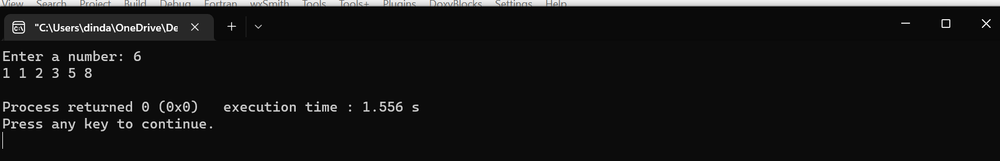 View Search Project Build Debug Fortran wxSmith Tools Tools+ Plugins DoxyBlocks Settings Help
"C:\Users\dinda\OneDrive\De
Enter a number: 6
1 1 2 3 5 8
Process returned 0 (0x0)   execution time : 1.556 s
Press any key to continue.